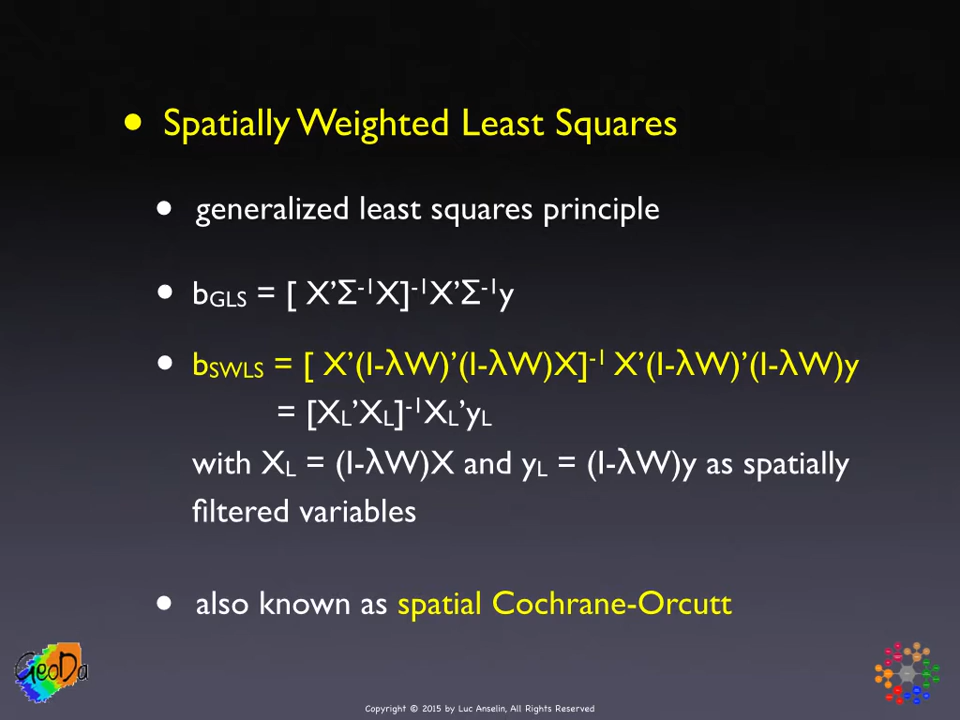 • Spatially Weighted Least Squares
• generalized least squares principle
• bGLS = [ X’Σ-1X]-1X’Σ-1y
• bSWLS = [ X’(I-λW)’(I-λW)X]-1 X’(I-λW)’(I-λW)y
= [XL’XL]-1XL’yL
with XL = (I-λW)X and yL = (I-λW)y as spatially
filtered variables
• also known as spatial Cochrane-Orcutt
GeoDa
Copyright © 2015 by Luc Anselin, All Rights Reserved